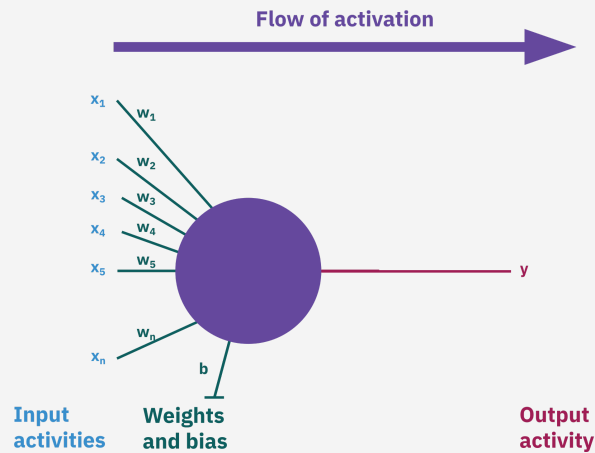 Flow of activation
x₁
w₁
x₂
w₂
x₃
w₃
x₄
w₄
x₅
w₅
y
xₙ
wₙ
b
Input
activities
Weights
and bias
Output
activity